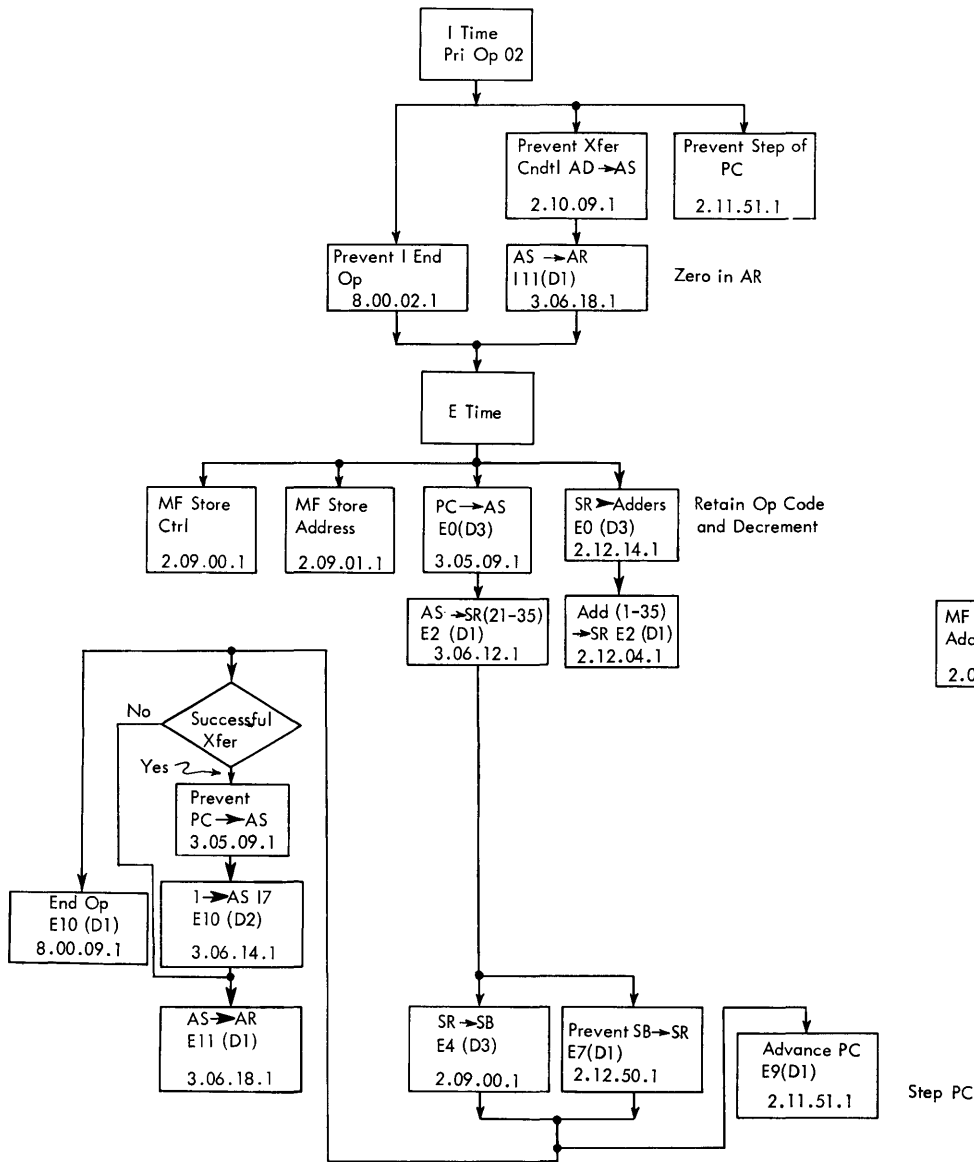 I Time
Pri Op 02
Prevent Xfer
Cndtl AD→AS
2.10.09.1
Prevent Step of
PC
2.11.51.1
Prevent I End
Op
8.00.02.1
AS →AR
I11(D1)
3.06.18.1
Zero in AR
E Time
MF Store
Ctrl
2.09.00.1
MF Store
Address
2.09.01.1
PC→AS
E0(D3)
3.05.09.1
SR➤Adders
E0 (D3)
2.12.14.1
Retain Op Code
and Decrement
AS →SR(21-35)
E2 (D1)
3.06.12.1
Add (1-35)
→SR E2 (D1)
2.12.04.1
MF
Add
2.0
No
Successful
Xfer
Yes
Prevent
PC→AS
3.05.09.1
End Op
E10 (D1)
8.00.09.1
1→AS 17
E10 (D2)
3.06.14.1
AS→AR
E11 (D1)
3.06.18.1
SR→SB
E4 (D3)
2.09.00.1
Prevent SB→SR
E7(D1)
2.12.50.1
Advance PC
E9(D1)
2.11.51.1
Step PC